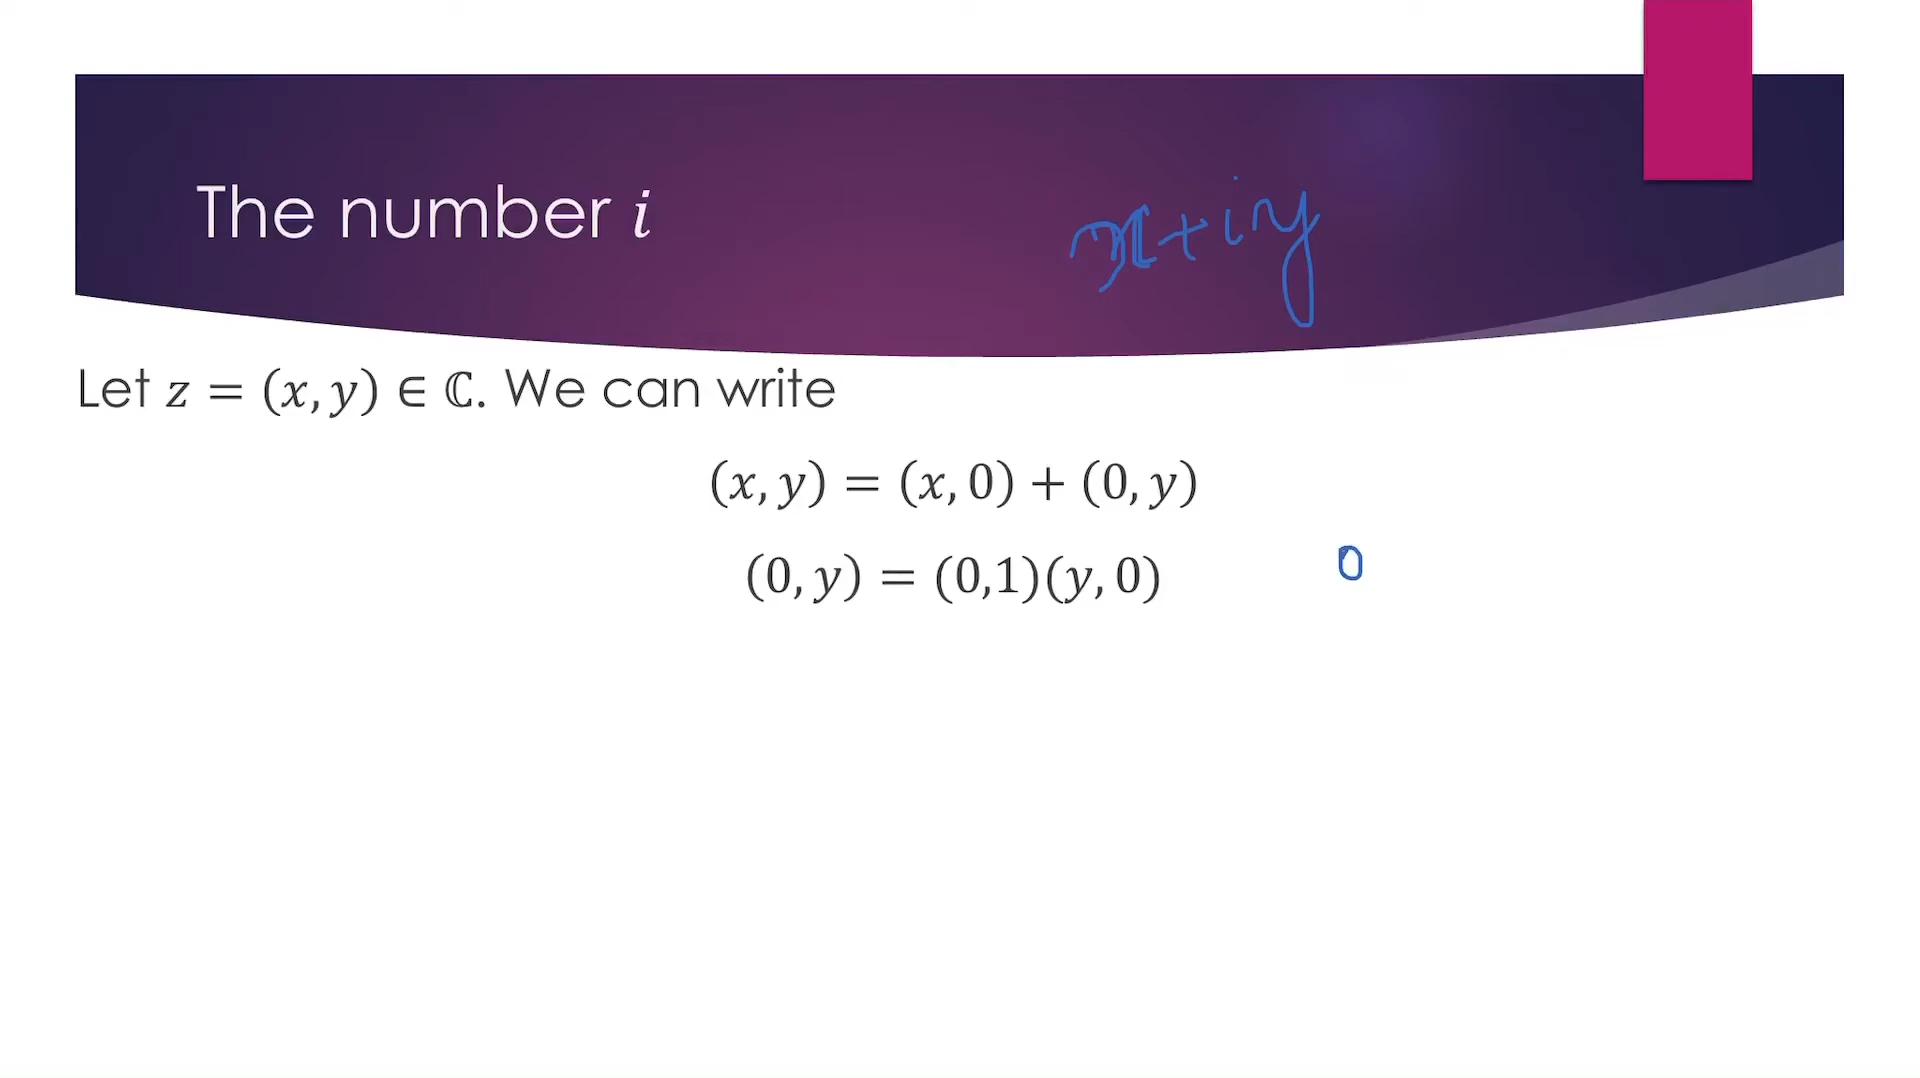 The number 𝑖
x+iy
Let 𝑧 = (𝑥, 𝑦) ∈ ℂ. We can write
(𝑥, 𝑦) = (𝑥, 0) + (0, 𝑦)
(0, 𝑦) = (0,1)(𝑦, 0)
0